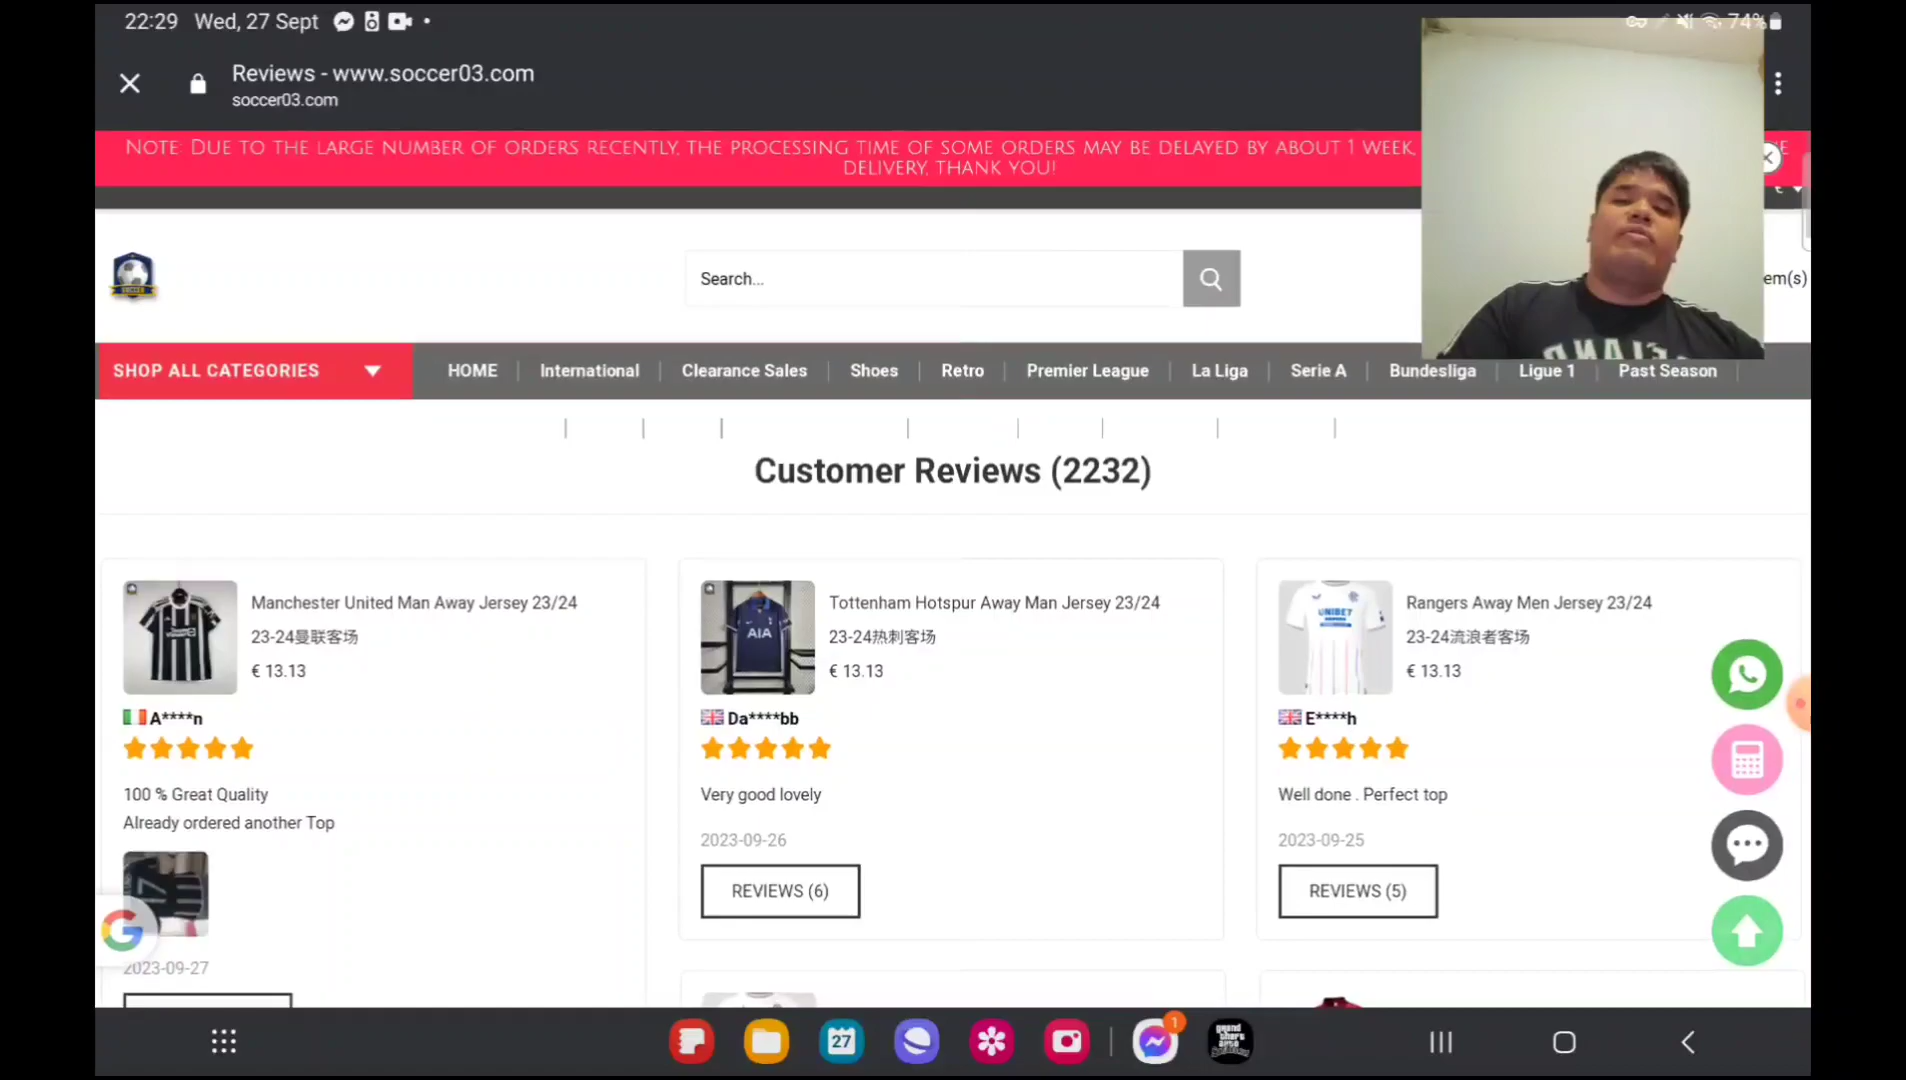 22:29 Wed, 27 Sept
74%
Reviews - www.soccer03.com
soccer03.com
NOTE: DUE TO THE LARGE NUMBER OF ORDERS RECENTLY, THE PROCESSING TIME OF SOME ORDERS MAY BE DELAYED BY ABOUT 1 WEEK,
DELIVERY, THANK YOU!
Search...
em(s)
SHOP ALL CATEGORIES
HOME
International
Clearance Sales
Shoes
Retro
Premier League
La Liga
Serie A
Bundesliga
Ligue 1
Past Season
Customer Reviews (2232)
Manchester United Man Away Jersey 23/24
23-24曼联客场
€ 13.13
A****n
100 % Great Quality
Already ordered another Top
2023-09-27
AIA
Tottenham Hotspur Away Man Jersey 23/24
23-24热刺客场
€ 13.13
Da****bb
Very good lovely
2023-09-26
REVIEWS (6)
UNIBET
Rangers Away Men Jersey 23/24
23-24流浪者客场
€ 13.13
E****h
Well done . Perfect top
2023-09-25
REVIEWS (5)
27
1
grand
theft
auto